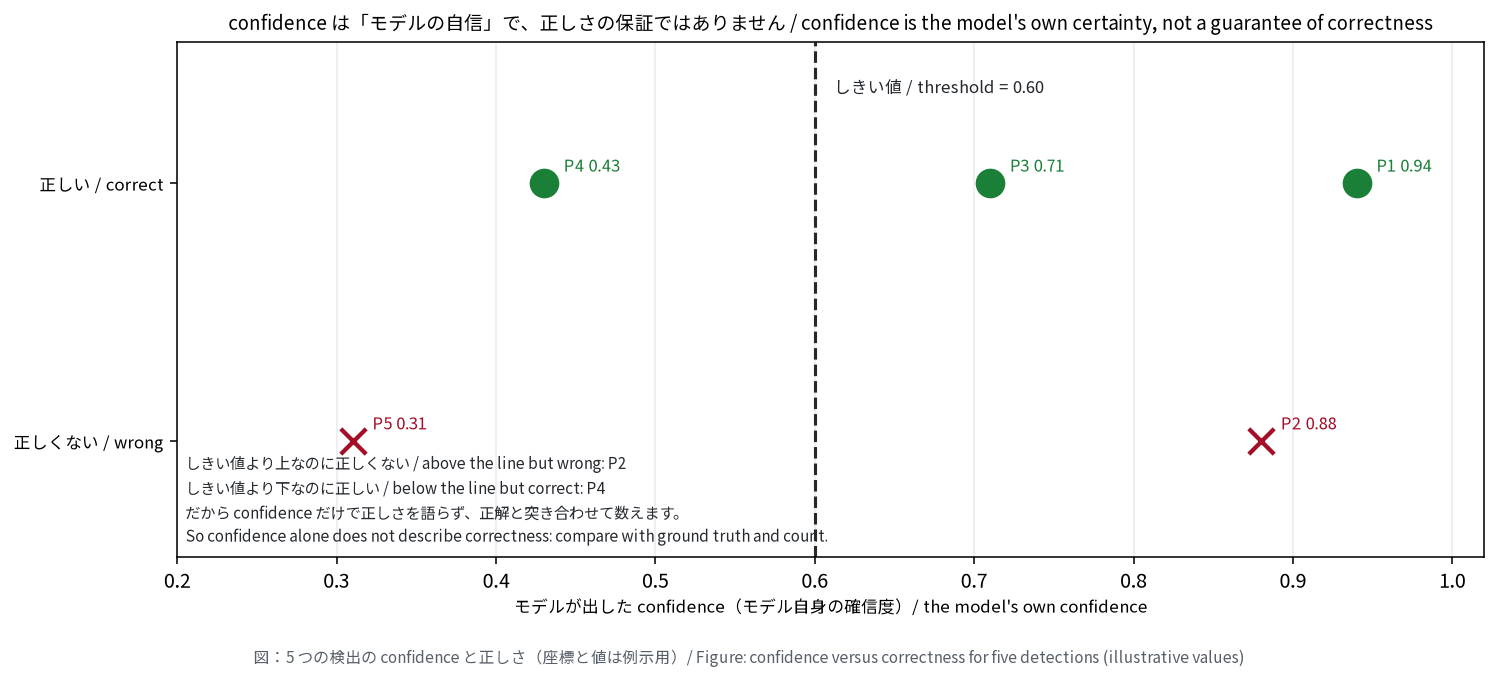 confidence は「モデルの自信」で、正しさの保証ではありません / confidence is the model's own certainty, not a guarantee of correctness
しきい値 / threshold = 0.60
P4 0.43
P3 0.71
P1 0.94
正しい / correct
P5 0.31
P2 0.88
正しくない / wrong
しきい値より上なのに正しくない / above the line but wrong: P2
しきい値より下なのに正しい / below the line but correct: P4
だから confidence だけで正しさを語らず、正解と突き合わせて数えます。
So confidence alone does not describe correctness: compare with ground truth and count.
0.2 0.3 0.4 0.5 0.6 0.7 0.8 0.9 1.0
モデルが出した confidence（モデル自身の確信度）/ the model's own confidence
図：5 つの検出の confidence と正しさ（座標と値は例示用）/ Figure: confidence versus correctness for five detections (illustrative values)